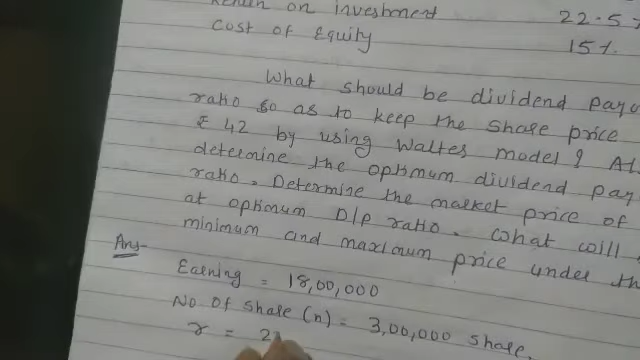 Return on investment 22.5%
Cost of Equity 15%.
What should be dividend payo
ratio so as to keep the share price
₹ 42 by using Walter model? Al
determine the optimum dividend pay
ratio. Determine the market price of
at optimum D/P ratio. What will
minimum and maximum price under th
Ans-
Earning = 18,00,000
No of share (n) = 3,00,000 share.
r = 2